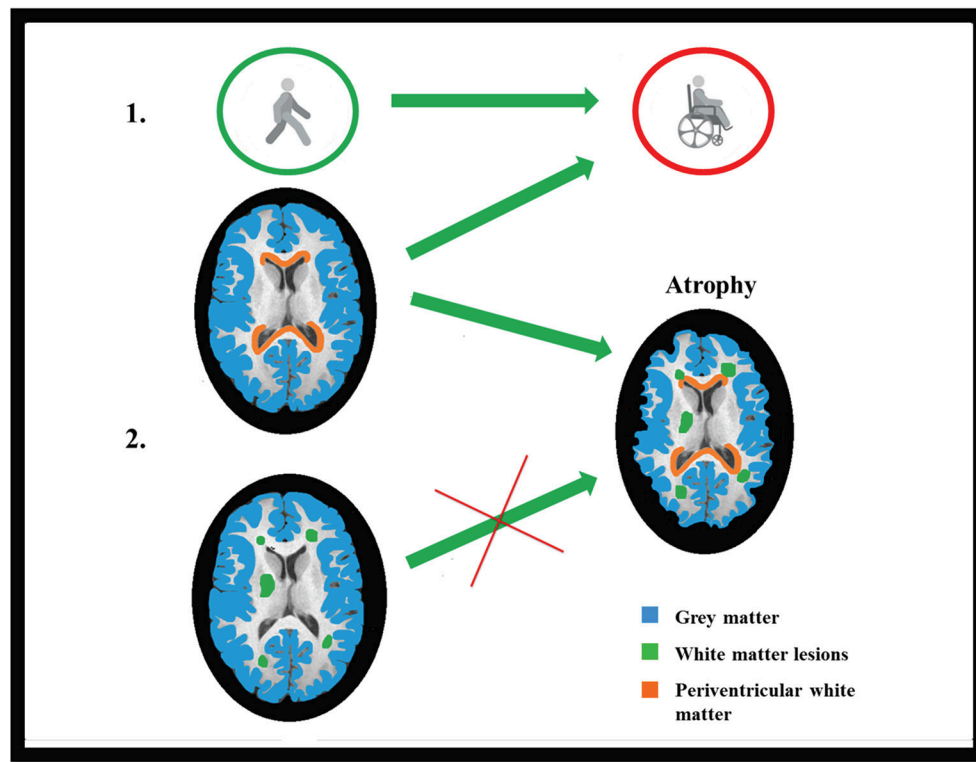 1.
Atrophy
2.
Grey matter
White matter lesions
Periventricular white
matter